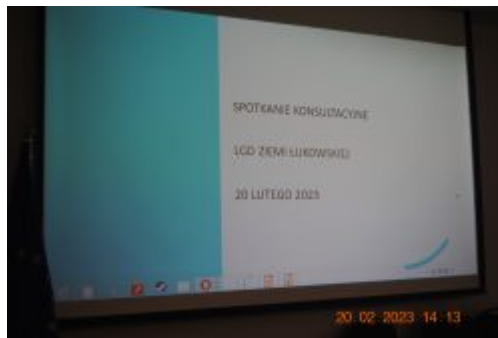 SPOTKANIE KONSULTACYJNE
LGD ZIEMI ŁUKOWSKIEJ
20 LUTEGO 2023
20 02 2023 14 13